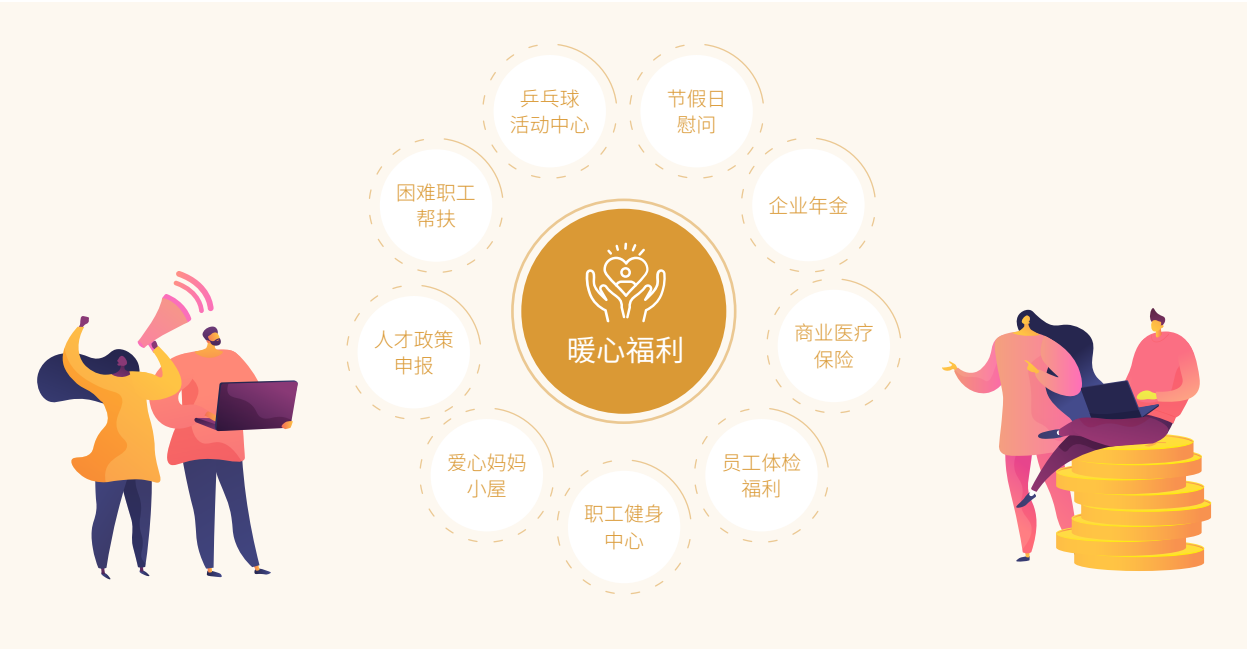 乒乓球
活动中心
节假日
慰问
困难职工
帮扶
企业年金
暖心福利
人才政策
申报
商业医疗
保险
爱心妈妈
小屋
员工体检
福利
职工健身
中心